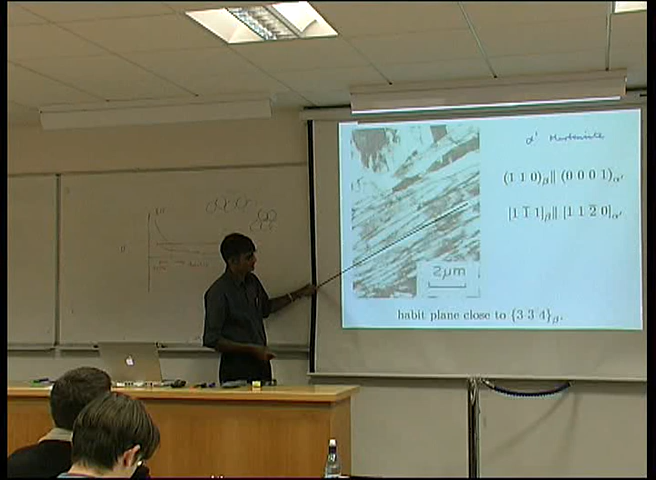 α' Martensite
(1 1 0)β∥ (0 0 0 1)α'
[1 1̅ 1]β∥ [1 1 2̅ 0]α'
2µm
habit plane close to {3 3 4}β.